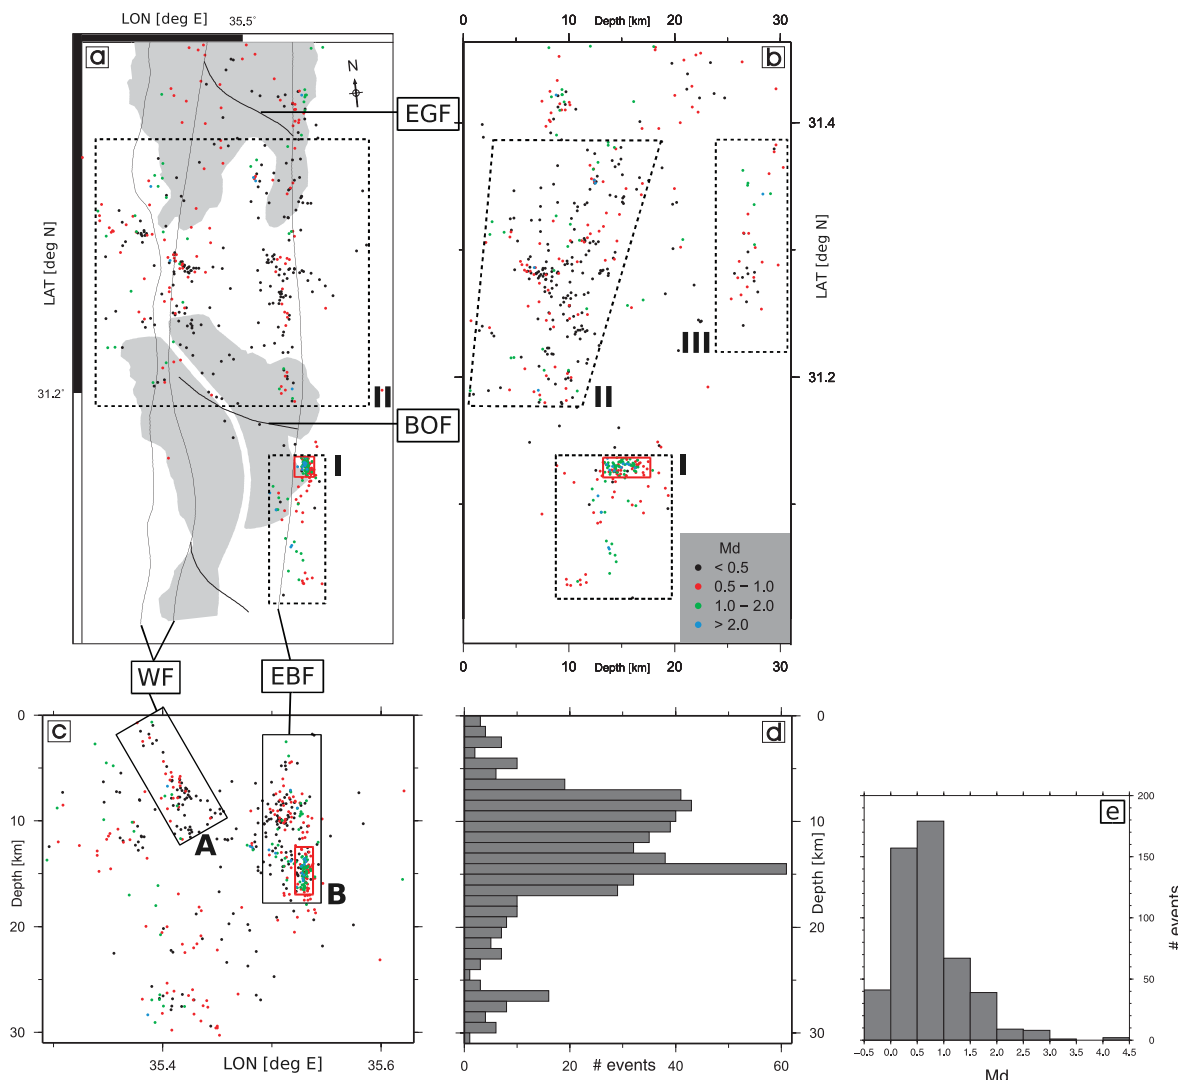 LON [deg E]
35,5°
0 10 20 30
Depth [km]
a
N
b
EGF
31.4
LAT [deg N]
LAT [deg N]
III
31.2°
II
II
31.2
BOF
I
I
Md
< 0.5
0.5 – 1.0
1.0 – 2.0
> 2.0
0 10 20 30
Depth [km]
WF
EBF
0
c
d
0
200
e
10
10
150
A
Depth [km]
Depth [km]
B
100
# events
20
20
50
30
30
0
35.4
LON [deg E]
35.6
0 20 40 60
# events
−0.5 0.0 0.5 1.0 1.5 2.0 2.5 3.0 3.5 4.0 4.5
Md